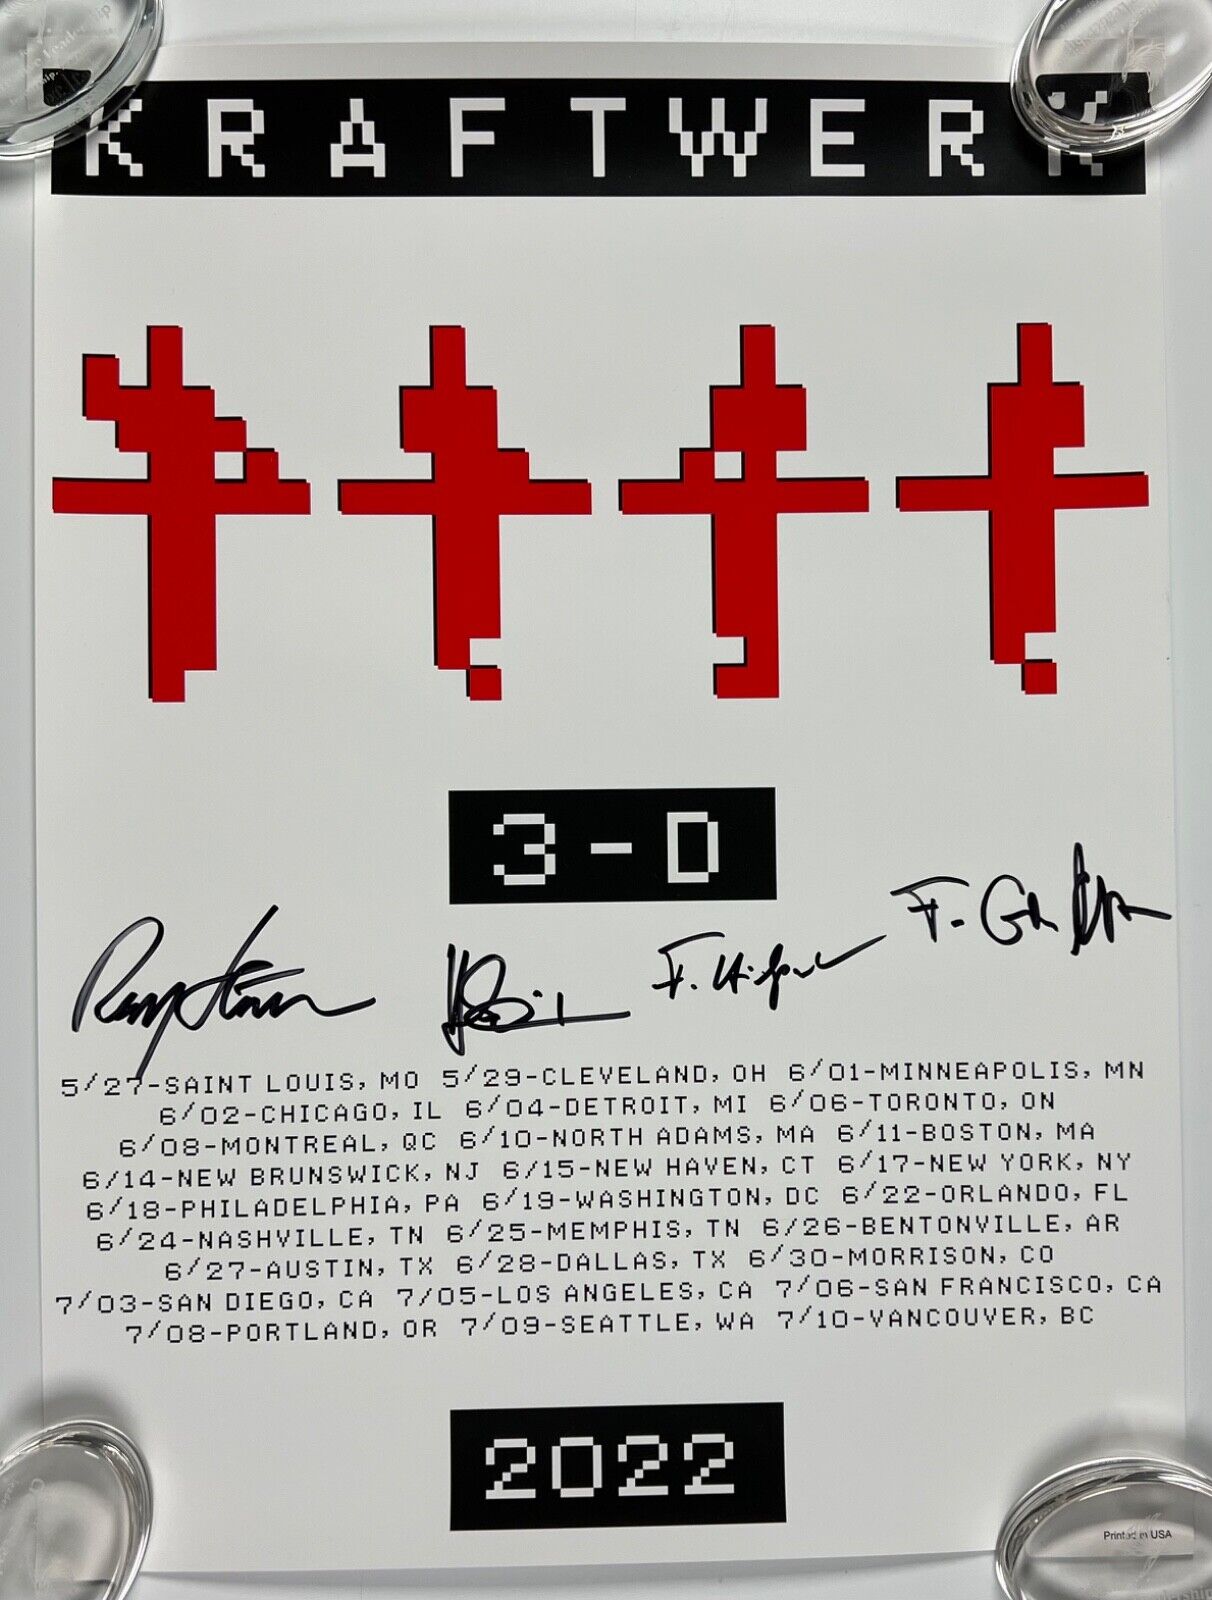 KRAFTWERK
3-D
F. Hilfrich
5/27-SAINT LOUIS, MO 5/29-CLEVELAND, OH 6/01-MINNEAPOLIS, MN
6/02-CHICAGO, IL 6/04-DETROIT, MI 6/06-TORONTO, ON
6/08-MONTREAL, QC 6/10-NORTH ADAMS, MA 6/11-BOSTON, MA
6/14-NEW BRUNSWICK, NJ 6/15-NEW HAVEN, CT 6/17-NEW YORK, NY
6/18-PHILADELPHIA, PA 6/19-WASHINGTON, DC 6/22-ORLANDO, FL
6/24-NASHVILLE, TN 6/25-MEMPHIS, TN 6/26-BENTONVILLE, AR
6/27-AUSTIN, TX 6/28-DALLAS, TX 6/30-MORRISON, CO
7/03-SAN DIEGO, CA 7/05-LOS ANGELES, CA 7/06-SAN FRANCISCO, CA
7/08-PORTLAND, OR 7/09-SEATTLE, WA 7/10-VANCOUVER, BC
2022
Printed in USA